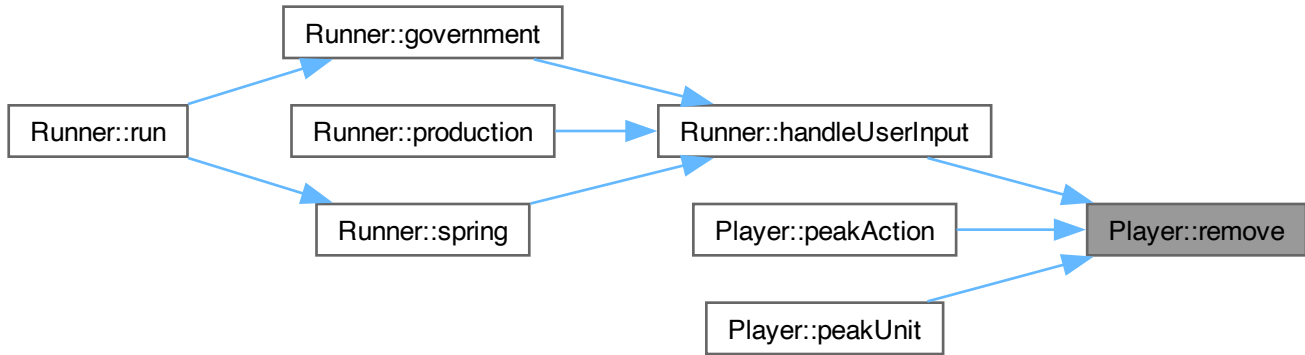 Runner::government
Runner::run
Runner::production
Runner::handleUserInput
Runner::spring
Player::peakAction
Player::remove
Player::peakUnit